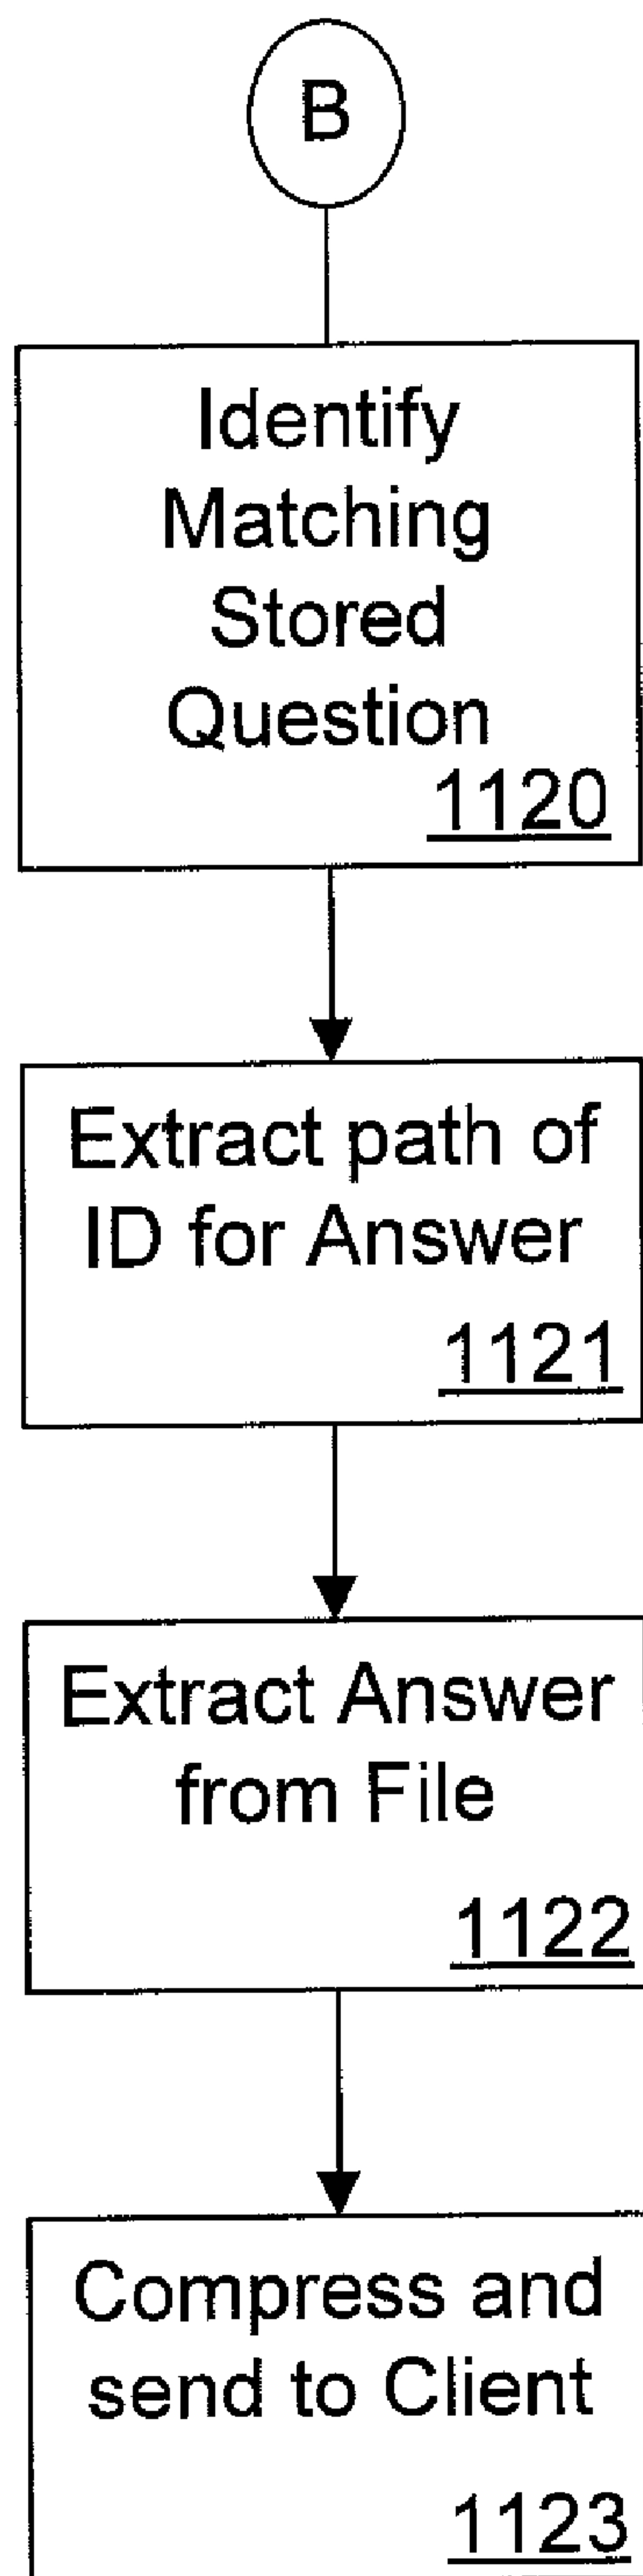 B
Identify
Matching
Stored
Question
1120
Extract path of
ID for Answer
1121
Extract Answer
from File
1122
Compress and
send to Client
1123